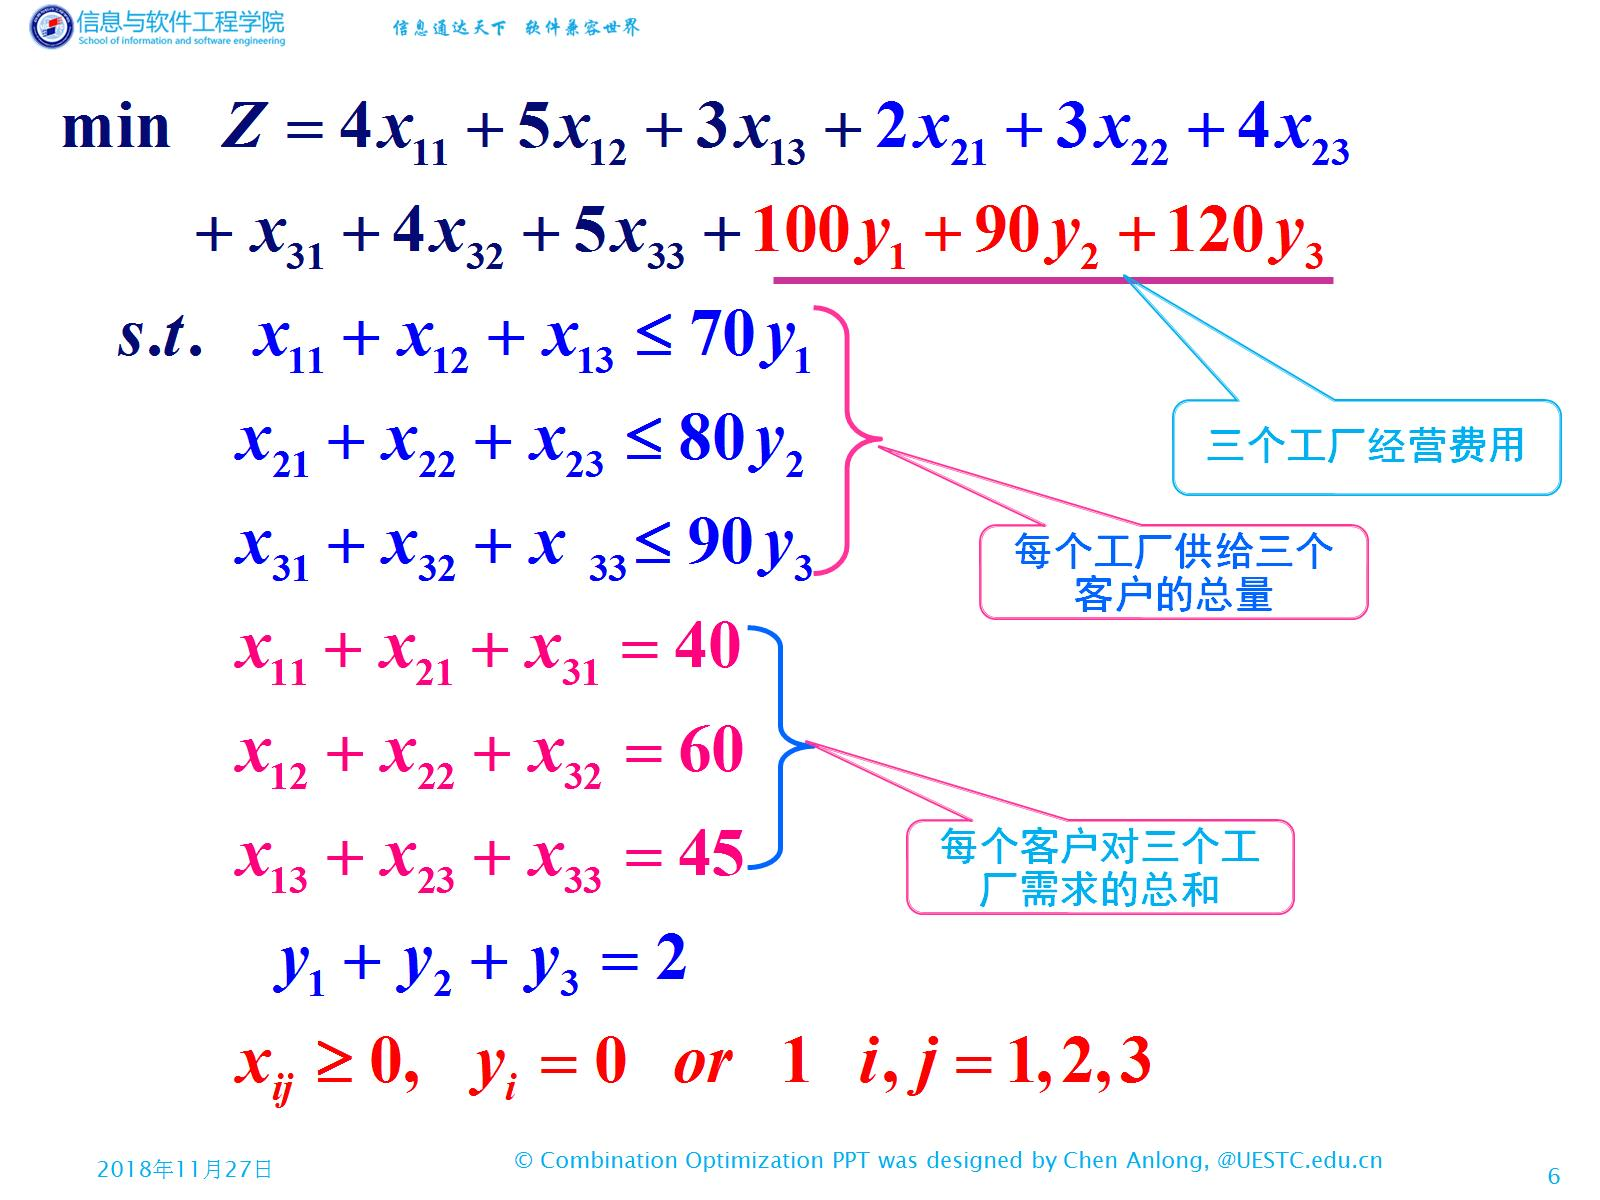 信息与软件工程学院
School of information and software engineering
信息通达天下 软件兼容世界
min Z = 4x₁₁ + 5x₁₂ + 3x₁₃ + 2x₂₁ + 3x₂₂ + 4x₂₃
+ x₃₁ + 4x₃₂ + 5x₃₃ + 100y₁ + 90y₂ + 120y₃
s.t. x₁₁ + x₁₂ + x₁₃ ≤ 70y₁
x₂₁ + x₂₂ + x₂₃ ≤ 80y₂
三个工厂经营费用
x₃₁ + x₃₂ + x ₃₃ ≤ 90y₃
每个工厂供给三个
客户的总量
x₁₁ + x₂₁ + x₃₁ = 40
x₁₂ + x₂₂ + x₃₂ = 60
x₁₃ + x₂₃ + x₃₃ = 45
每个客户对三个工
厂需求的总和
y₁ + y₂ + y₃ = 2
xᵢⱼ ≥ 0, yᵢ = 0 or 1 i, j = 1,2,3
2018年11月27日
© Combination Optimization PPT was designed by Chen Anlong, @UESTC.edu.cn
6